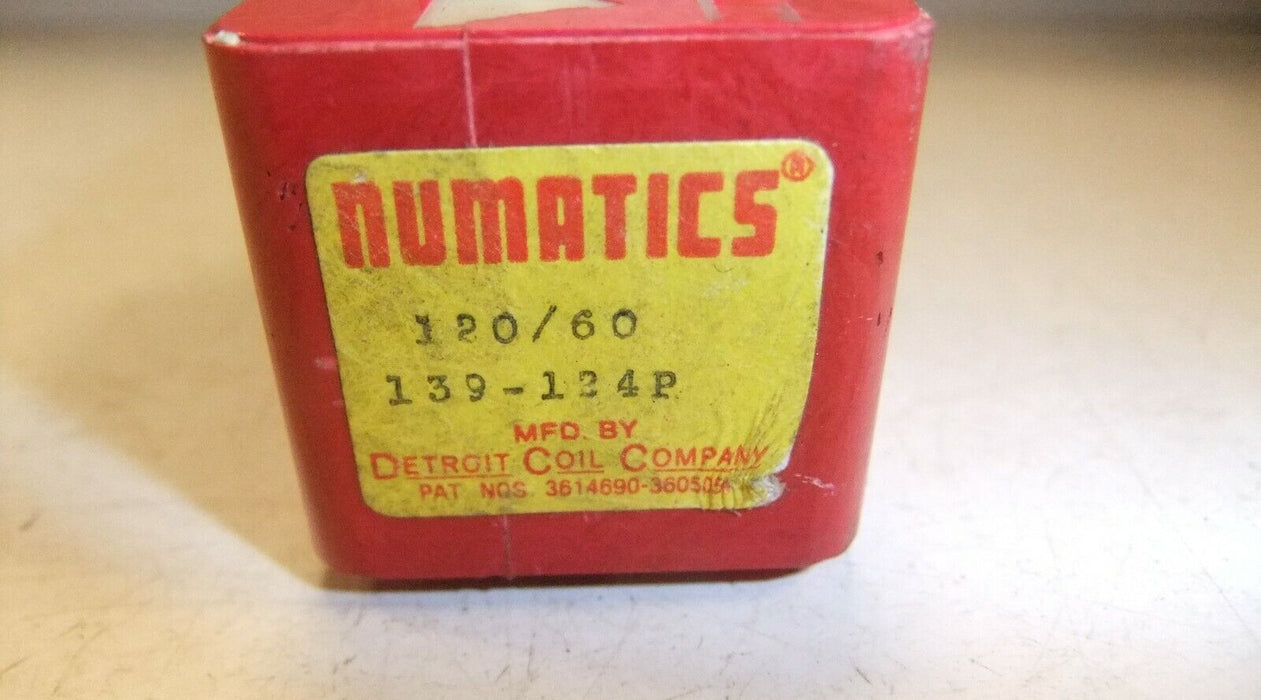 NUMATICS®
120/60
139-124P
MFD. BY
DETROIT COIL COMPANY
PAT NOS. 3614690-